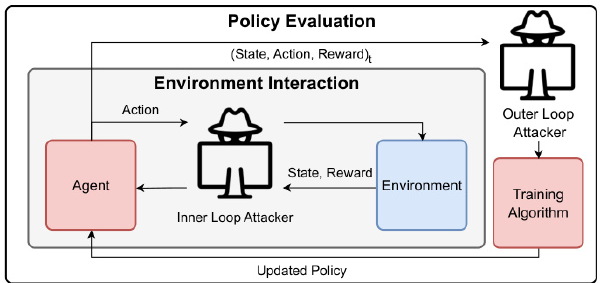 Policy Evaluation
(State, Action, Reward)t
Environment Interaction
Action
Outer Loop
Attacker
Agent
State, Reward
Environment
Inner Loop Attacker
Training
Algorithm
Updated Policy